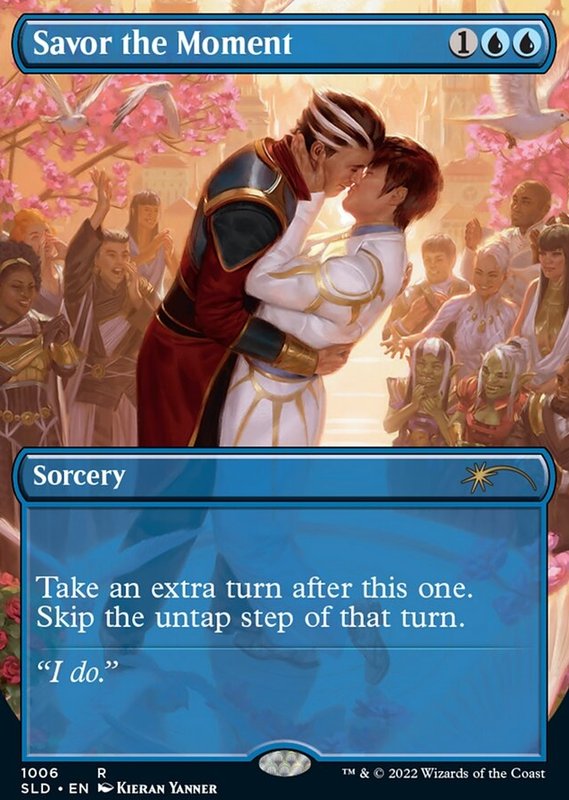 Savor the Moment 1
Sorcery
Take an extra turn after this one.
Skip the untap step of that turn.
“I do.”
1006 R
SLD • EN Kieran Yanner
™ & © 2022 Wizards of the Coast